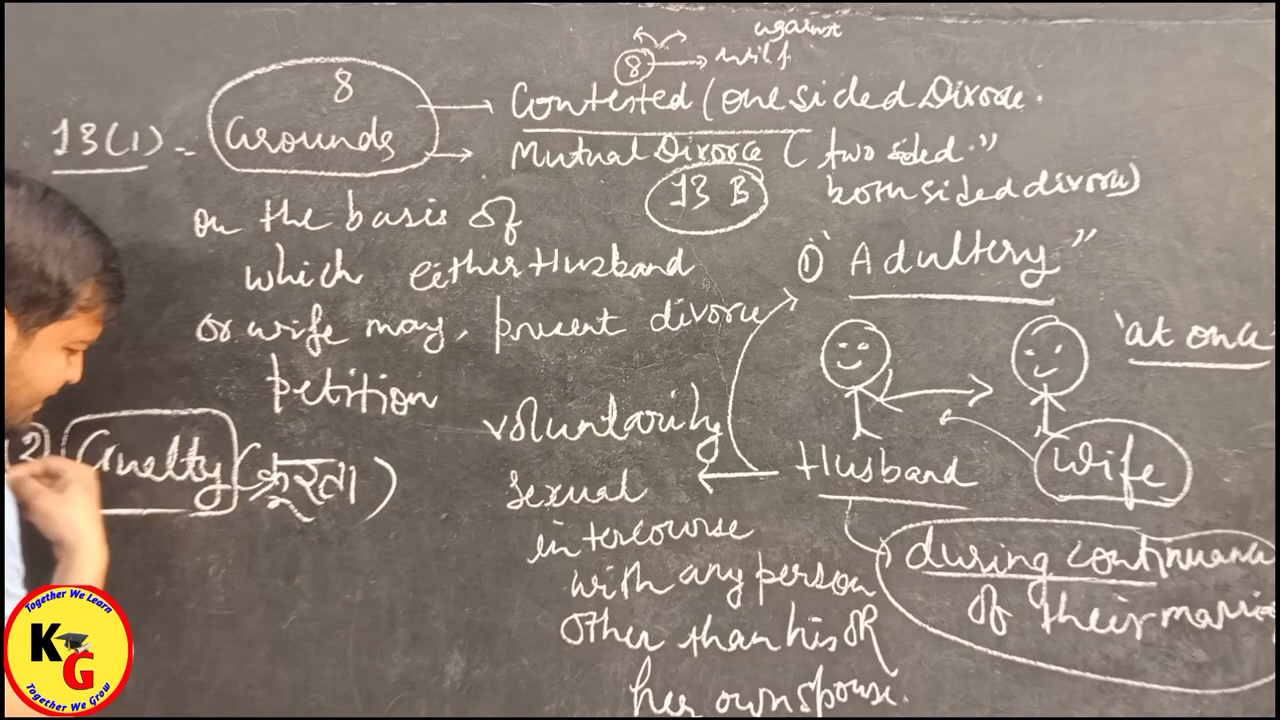 against
8 → wilf.
8
Contested (one sided Divorce.
13(1) - Grounds
Mutual Divorce ( two sided "
13 B
both sided divorce)
on the basis of
which either Husband
or wife may, present divorce
petition
① "Adultery"
'at once
Husband
wife
voluntarily
sexual
intercourse
with any person
other than his OR
her own spouse.
during continuance
of their marri
2) Cruelty (क्रूरता)
Together We Learn
KG
Together We Grow